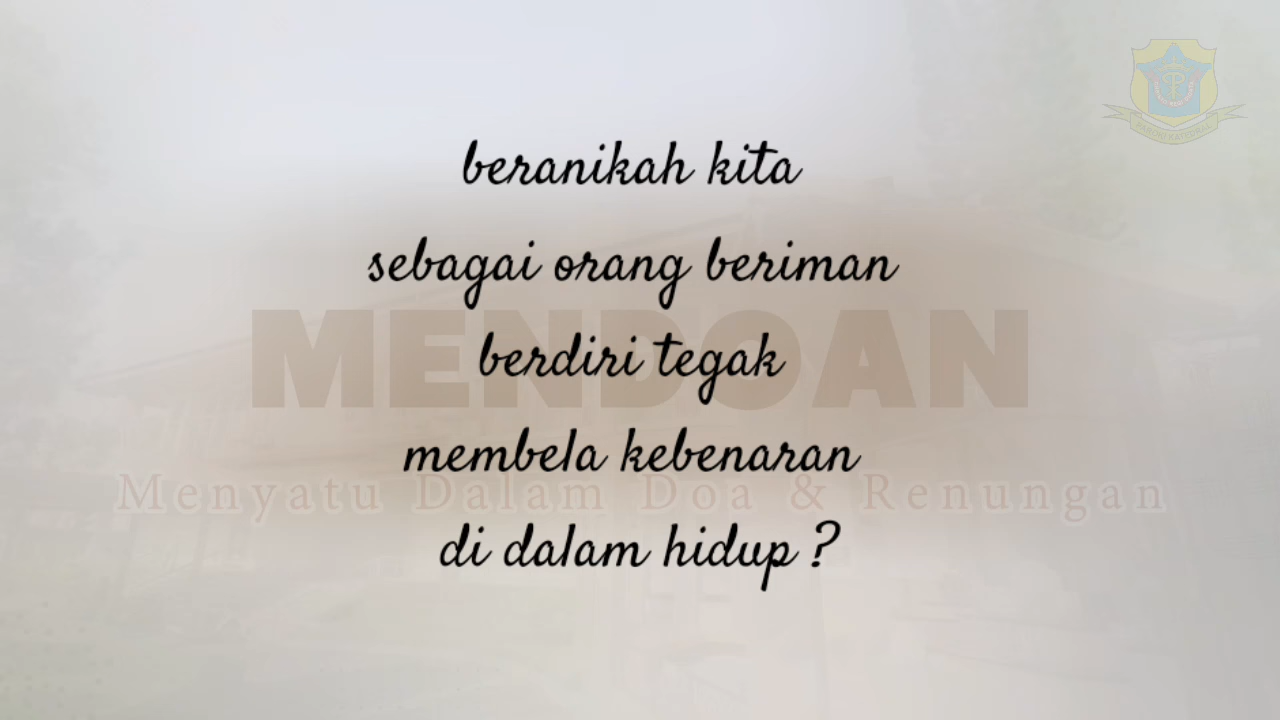 beranikah kita
sebagai orang beriman
MENDOAN
berdiri tegak
membela kebenaran
Menyatu Dalam Doa & Renungan
di dalam hidup ?